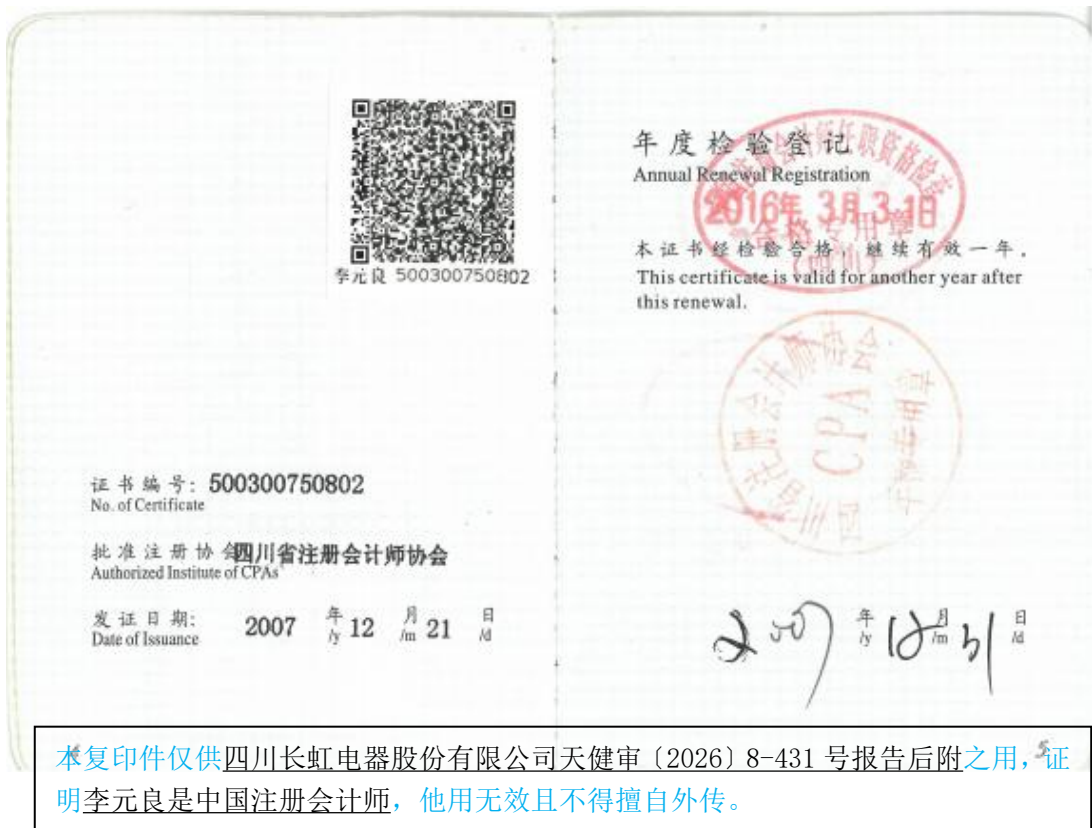 李元良 500300750802
证书编号: 500300750802
No. of Certificate
批准注册协会四川省注册会计师协会
Authorized Institute of CPAs
发证日期: 2007 年 12 月 21 日
Date of Issuance /y /m /d
年度检验登记
Annual Renewal Registration
2016年 3月 31日
本证书经检验合格，继续有效一年.
This certificate is valid for another year after
this renewal.
CPA
年 月 日
/y /m /d
5
本复印件仅供四川长虹电器股份有限公司天健审〔2026〕8-431 号报告后附之用，证
明李元良是中国注册会计师，他用无效且不得擅自外传。